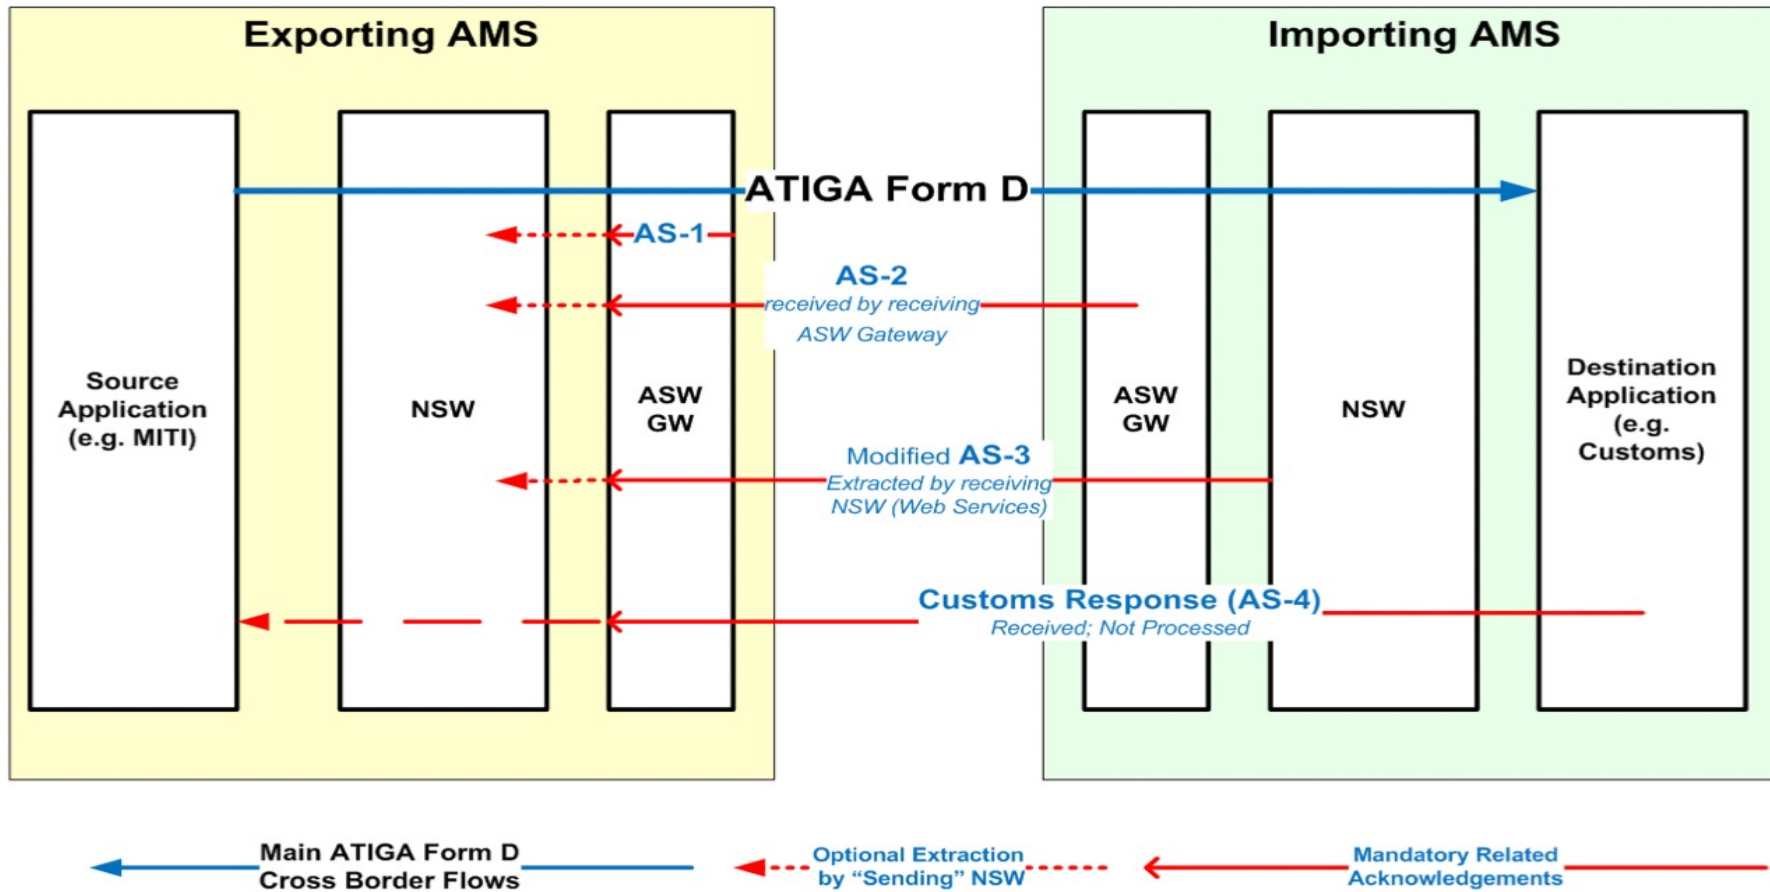 Exporting AMS
Importing AMS
ATIGA Form D
AS-1
AS-2
received by receiving
ASW Gateway
Source
Application
(e.g. MITI)
NSW
ASW
GW
ASW
GW
NSW
Destination
Application
(e.g.
Customs)
Modified AS-3
Extracted by receiving
NSW (Web Services)
Customs Response (AS-4)
Received; Not Processed
Main ATIGA Form D
Cross Border Flows
Optional Extraction
by “Sending” NSW
Mandatory Related
Acknowledgements